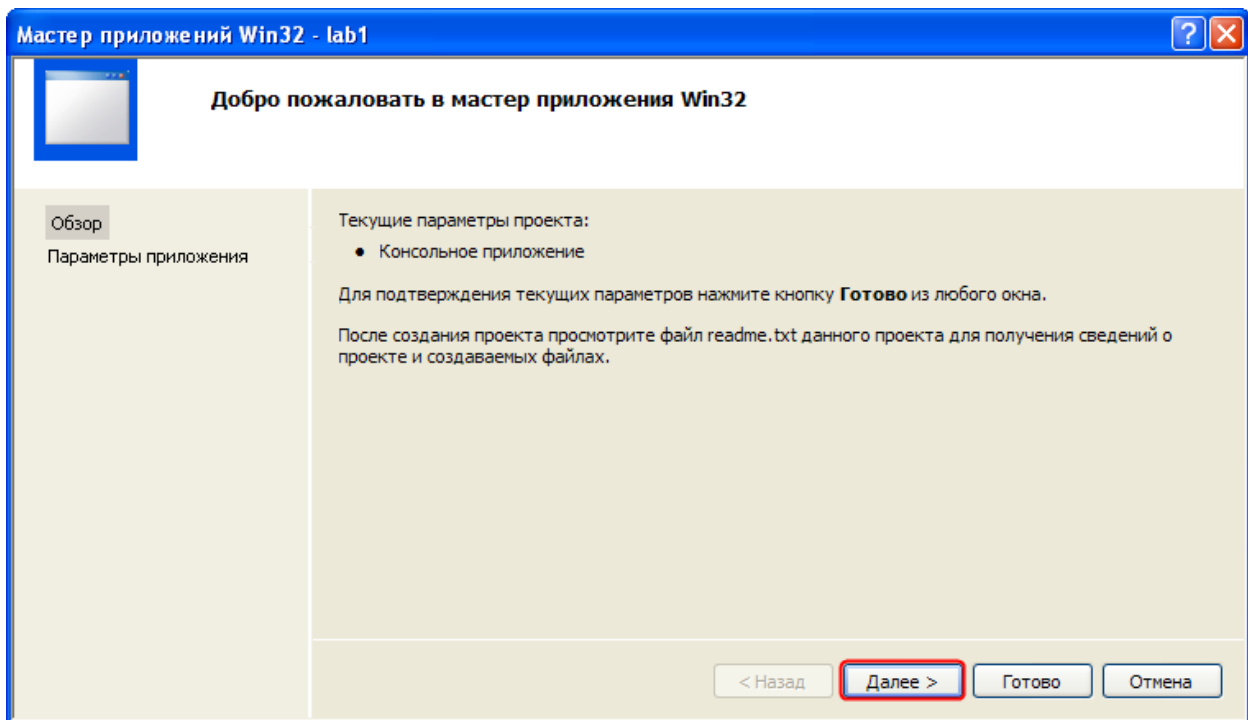 Мастер приложений Win32 - lab1
Добро пожаловать в мастер приложения Win32
Обзор
Параметры приложения
Текущие параметры проекта:
• Консольное приложение
Для подтверждения текущих параметров нажмите кнопку Готово из любого окна.
После создания проекта просмотрите файл readme.txt данного проекта для получения сведений о
проекте и создаваемых файлах.
< Назад
Далее >
Готово
Отмена